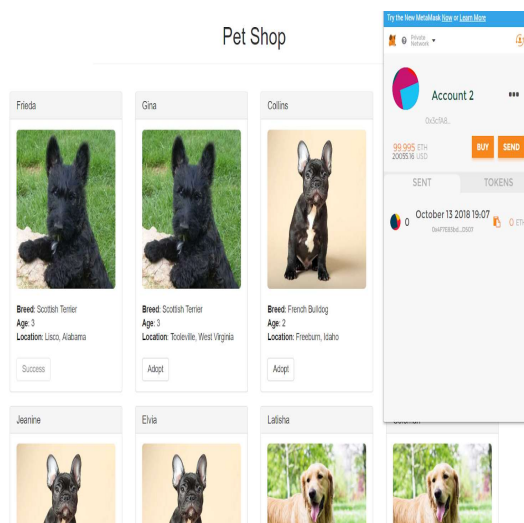 Pet Shop
Try the New MetaMask Now or Learn More
Private
Network
Account 2
0x3c1A8...
99.995 ETH
20055.16 USD
BUY
SEND
SENT
TOKENS
0
October 13 2018 19:07
0 ETH
Frieda
Breed: Scottish Terrier
Age: 3
Location: Lisco, Alabama
Success
Gina
Breed: Scottish Terrier
Age: 3
Location: Tooleville, West Virginia
Adopt
Collins
Breed: French Bulldog
Age: 2
Location: Freeburn, Idaho
Adopt
Jeanine
Elvia
Latisha